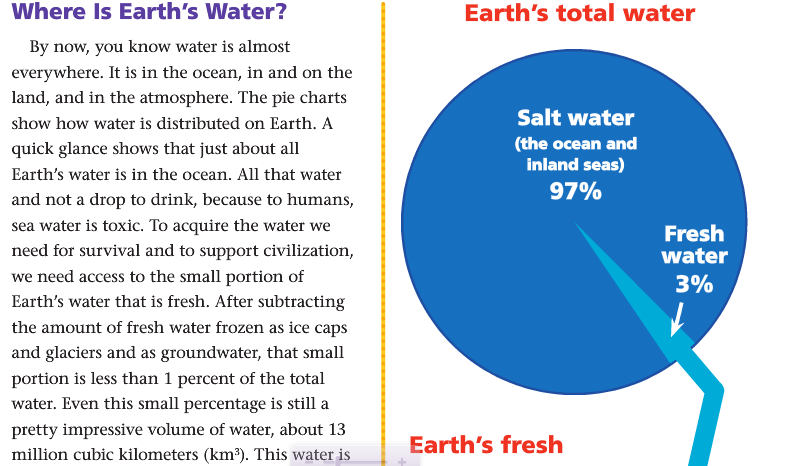 Where Is Earth's Water?
By now, you know water is almost
everywhere. It is in the ocean, in and on the
land, and in the atmosphere. The pie charts
show how water is distributed on Earth. A
quick glance shows that just about all
Earth's water is in the ocean. All that water
and not a drop to drink, because to humans,
sea water is toxic. To acquire the water we
need for survival and to support civilization,
we need access to the small portion of
Earth's water that is fresh. After subtracting
the amount of fresh water frozen as ice caps
and glaciers and as groundwater, that small
portion is less than 1 percent of the total
water. Even this small percentage is still a
pretty impressive volume of water, about 13
million cubic kilometers (km³). This water is
Earth's total water
Salt water
(the ocean and
inland seas)
97%
Fresh
water
3%
Earth's fresh